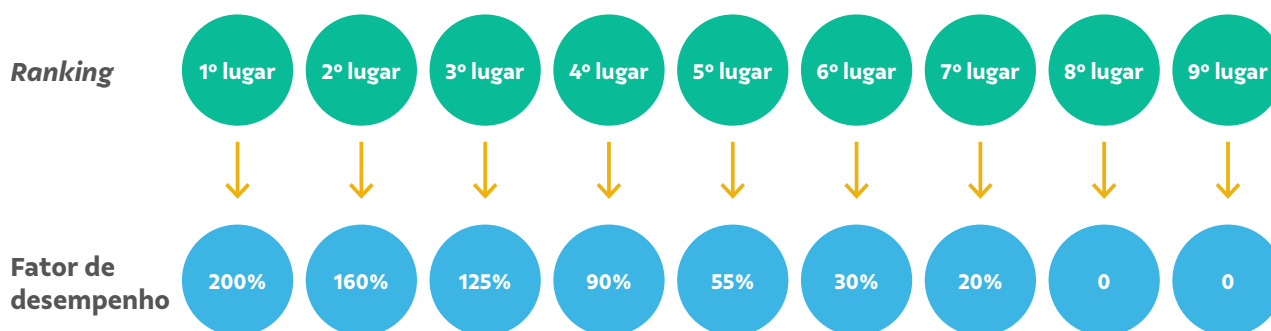 Ranking 1º lugar 2º lugar 3º lugar 4º lugar 5º lugar 6º lugar 7º lugar 8º lugar 9º lugar
Fator de
desempenho 200% 160% 125% 90% 55% 30% 20% 0 0